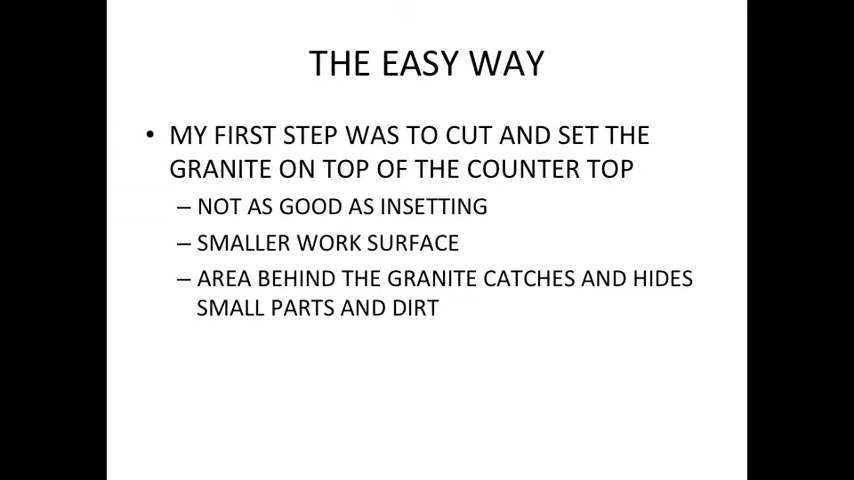 THE EASY WAY
• MY FIRST STEP WAS TO CUT AND SET THE
GRANITE ON TOP OF THE COUNTER TOP
– NOT AS GOOD AS INSETTING
– SMALLER WORK SURFACE
– AREA BEHIND THE GRANITE CATCHES AND HIDES
SMALL PARTS AND DIRT